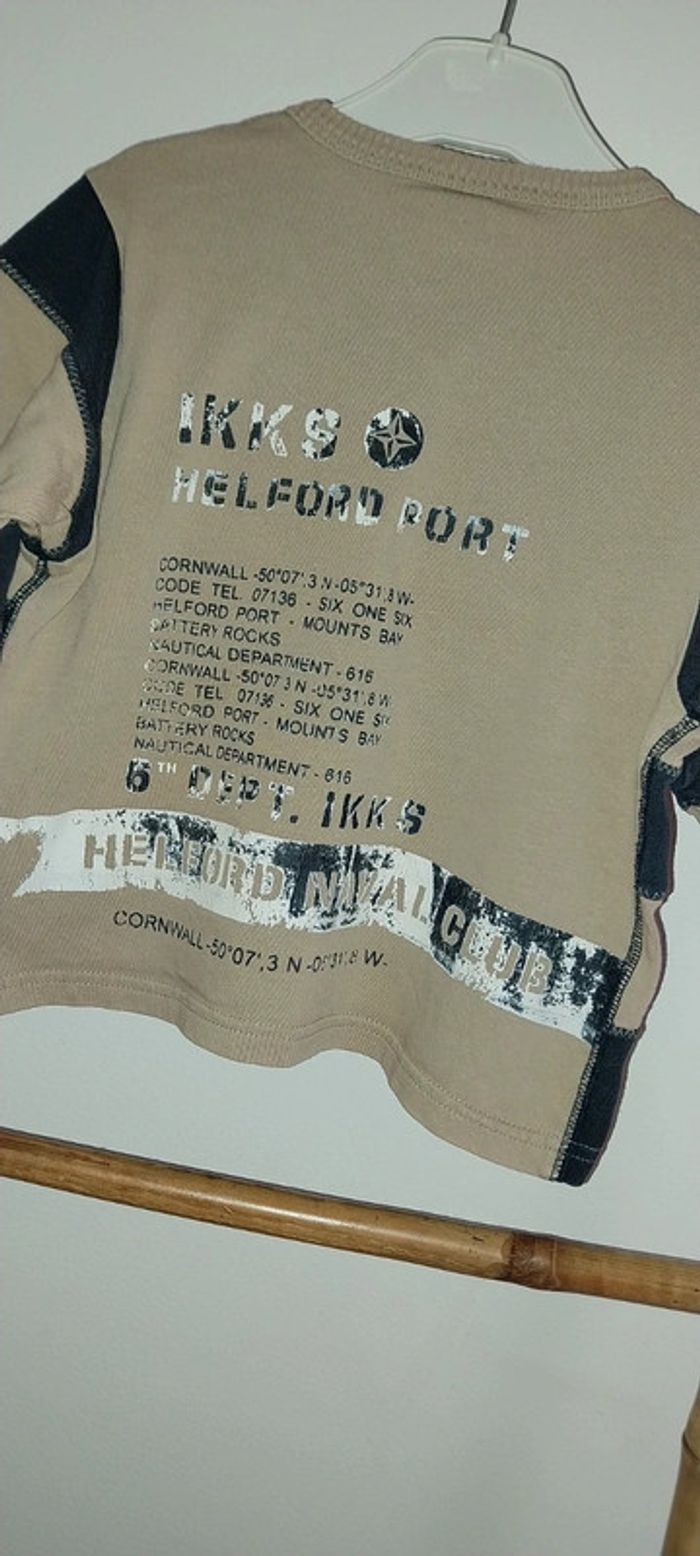 IKKS
HELFORD PORT
CORNWALL -50°07',3 N -05°31',8 W-
CODE TEL. 07136 - SIX ONE SIX
HELFORD PORT - MOUNTS BAY
BATTERY ROCKS
NAUTICAL DEPARTMENT - 616
CORNWALL -50°07 3 N -05°31',8 W
CODE TEL 07136 - SIX ONE SIX
HELFORD PORT - MOUNTS BAY
BATTERY ROCKS
NAUTICAL DEPARTMENT - 616
6TH DEPT. IKKS
HELFORD NAVAL CLUB
CORNWALL -50°07',3 N -05°31',8 W-